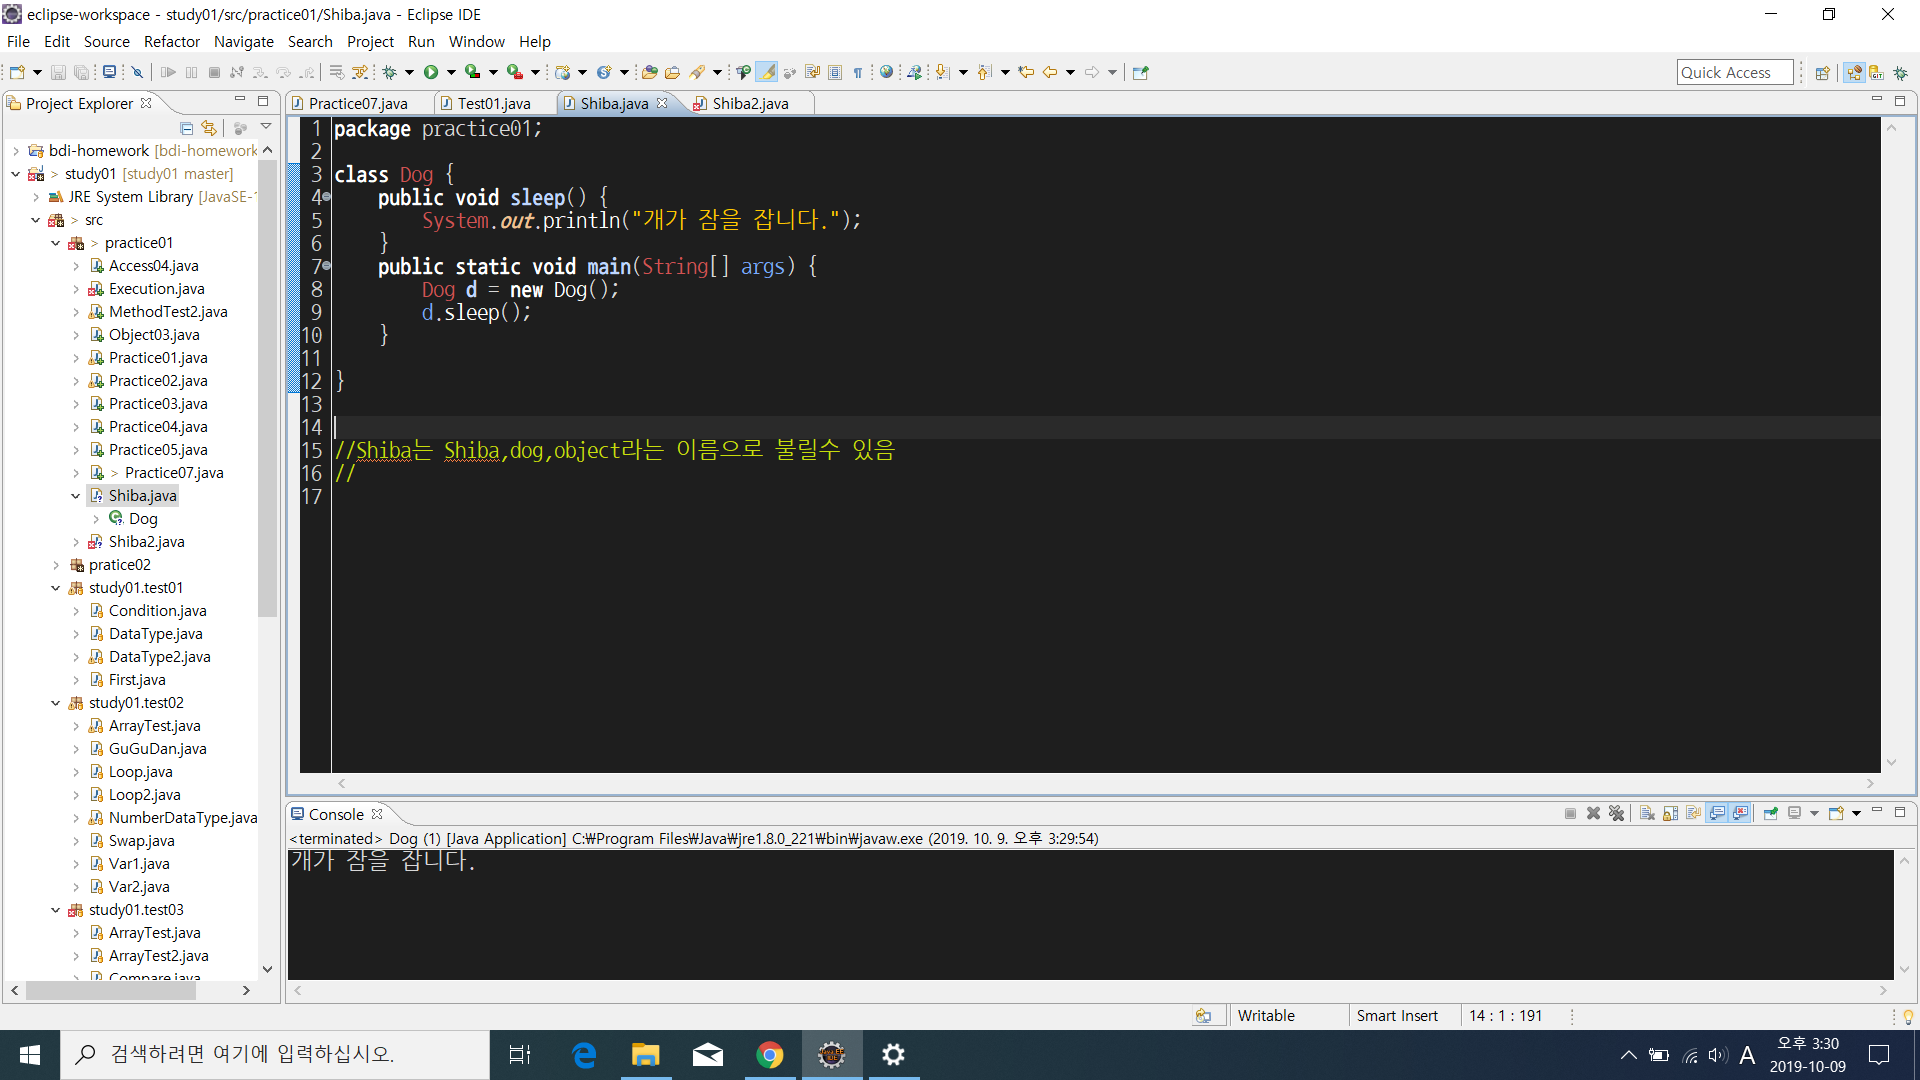 eclipse-workspace - study01/src/practice01/Shiba.java - Eclipse IDE
File Edit Source Refactor Navigate Search Project Run Window Help
Quick Access
Project Explorer
Practice07.java Test01.java Shiba.java Shiba2.java
bdi-homework [bdi-homework
> study01 [study01 master]
JRE System Library [JavaSE-1
> src
> practice01
Access04.java
Execution.java
MethodTest2.java
Object03.java
Practice01.java
Practice02.java
Practice03.java
Practice04.java
Practice05.java
> Practice07.java
Shiba.java
Dog
Shiba2.java
pratice02
study01.test01
Condition.java
DataType.java
DataType2.java
First.java
study01.test02
ArrayTest.java
GuGuDan.java
Loop.java
Loop2.java
NumberDataType.java
Swap.java
Var1.java
Var2.java
study01.test03
ArrayTest.java
ArrayTest2.java
Compare.java
1 package practice01;
2
3 class Dog {
4 public void sleep() {
5 System.out.println("개가 잠을 잡니다.");
6 }
7 public static void main(String[] args) {
8 Dog d = new Dog();
9 d.sleep();
10 }
11
12 }
13
14
15 //Shiba는 Shiba,dog,object라는 이름으로 불릴수 있음
16 //
17
Console
<terminated> Dog (1) [Java Application] C:₩Program Files₩Java₩jre1.8.0_221₩bin₩javaw.exe (2019. 10. 9. 오후 3:29:54)
개가 잠을 잡니다.
Writable Smart Insert 14 : 1 : 191
검색하려면 여기에 입력하십시오.
A
오후 3:30
2019-10-09